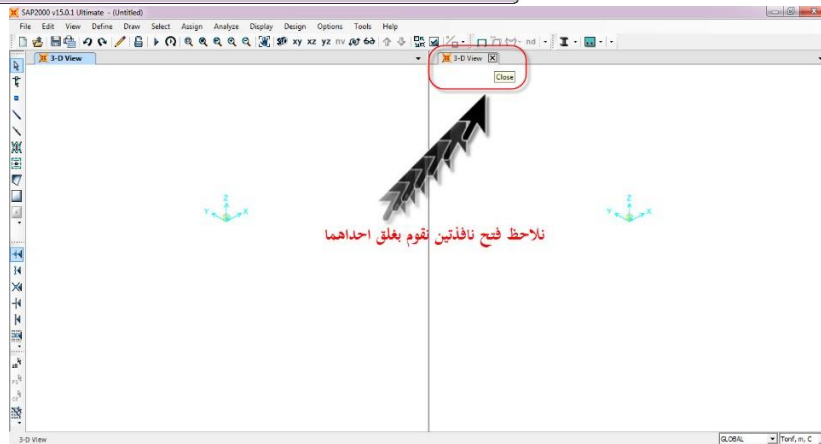 SAP2000 v15.0.1 Ultimate - (Untitled)
File Edit View Define Draw Select Assign Analyze Display Design Options Tools Help
xy xz yz nv nd
3-D View
3-D View
Close
Z
Y X
Z
Y X
نلاحظ فتح نافذتين نقوم بغلق احداهما
3-D View
GLOBAL
Tonf, m, C